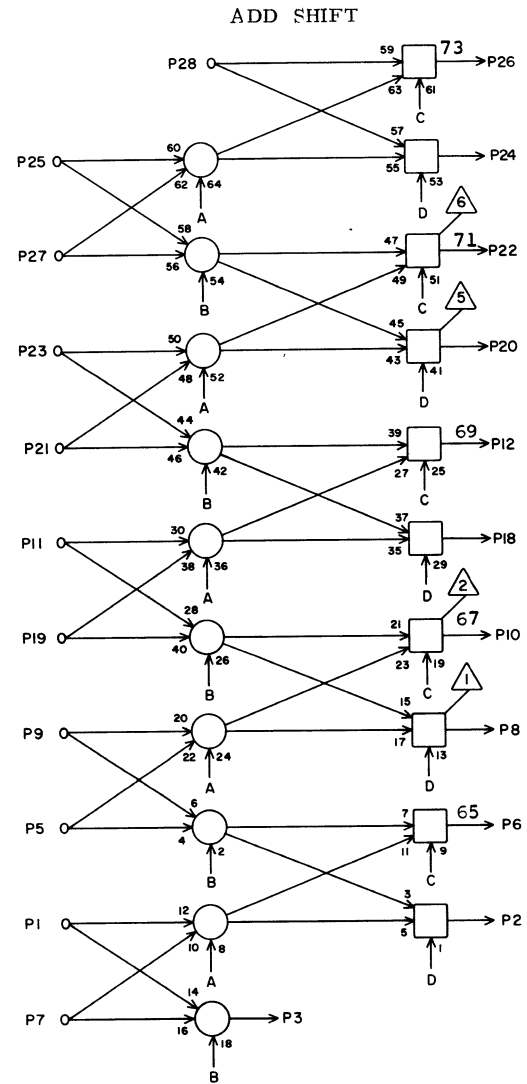 ADD SHIFT
P28 59 73 P26
63 61
C
57
60 55 P24
P25 53
62 64
A D
58 6
P27 56 47 71 P22
54 49 51
B C
5
50 45
P23 43 P20
48 52 41
A D
44 39 69 P12
P21 46 42 27 25
B C
30 37
P11 35 P18
38 36 29
A D
28 2
P19 40 21 67 P10
26 23 19
B C
1
20 15
P9 17 P8
22 24 13
A D
6 7 65 P6
P5 4 2 11 9
B C
12 3
P1 5 P2
10 8 1
A D
14
P7 16 P3
18
B